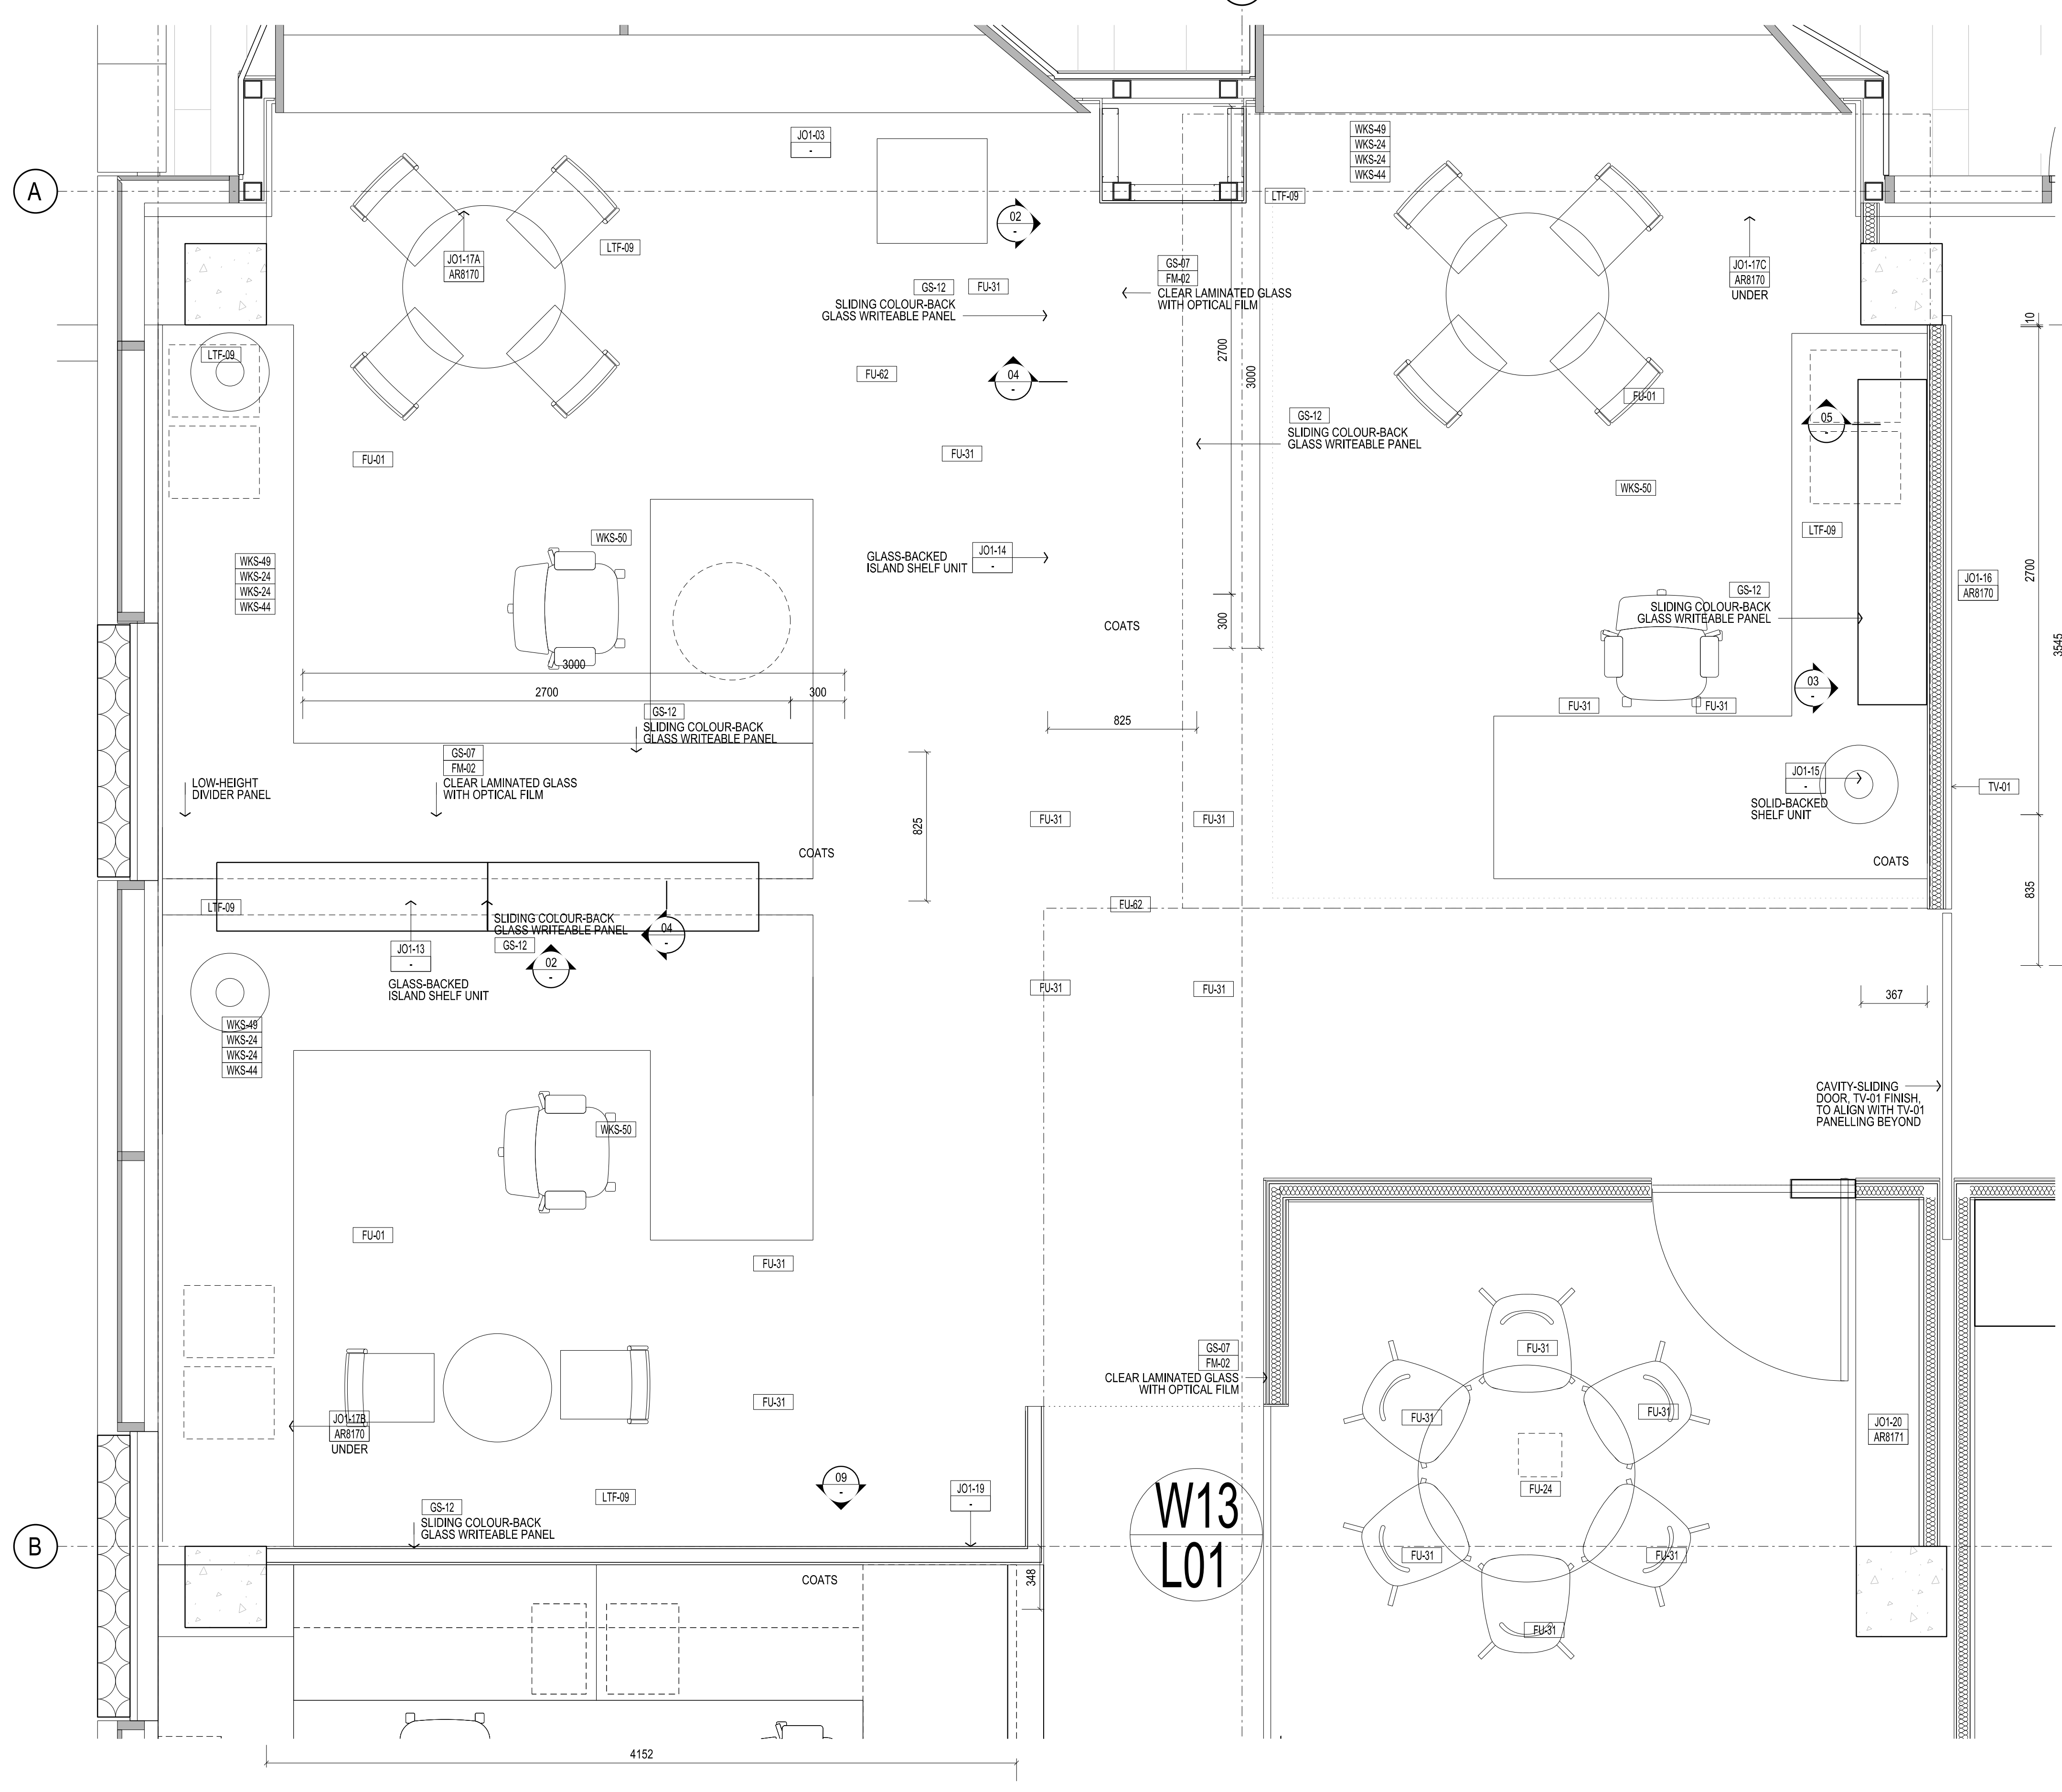 A
JO1-03
-
WKS-49
WKS-24
WKS-24
WKS-44
LTF-09
02
-
LTF-09
JO1-17A
AR8170
GS-07
FM-02
CLEAR LAMINATED GLASS
WITH OPTICAL FILM
JO1-17C
AR8170
UNDER
GS-12
FU-31
SLIDING COLOUR-BACK
GLASS WRITEABLE PANEL
10
LTF-09
2700
3000
FU-62
04
-
FU-01
GS-12
SLIDING COLOUR-BACK
GLASS WRITEABLE PANEL
05
-
FU-01
FU-31
WKS-50
WKS-50
LTF-09
GLASS-BACKED
ISLAND SHELF UNIT
JO1-14
-
WKS-49
WKS-24
WKS-24
WKS-44
2700
JO1-16
AR8170
GS-12
SLIDING COLOUR-BACK
GLASS WRITEABLE PANEL
COATS
300
3545
3000
2700
300
03
-
FU-31
FU-31
GS-12
SLIDING COLOUR-BACK
GLASS WRITEABLE PANEL
825
GS-07
FM-02
CLEAR LAMINATED GLASS
WITH OPTICAL FILM
LOW-HEIGHT
DIVIDER PANEL
JO1-15
-
SOLID-BACKED
SHELF UNIT
TV-01
825
FU-31
FU-31
COATS
COATS
835
LTF-09
FU-62
SLIDING COLOUR-BACK
GLASS WRITEABLE PANEL
GS-12
04
-
JO1-13
-
GLASS-BACKED
ISLAND SHELF UNIT
02
-
FU-31
FU-31
367
WKS-49
WKS-24
WKS-24
WKS-44
CAVITY-SLIDING
DOOR, TV-01 FINISH,
TO ALIGN WITH TV-01
PANELLING BEYOND
WKS-50
FU-01
FU-31
GS-07
FM-02
CLEAR LAMINATED GLASS
WITH OPTICAL FILM
FU-31
FU-31
FU-31
FU-31
JO1-17B
AR8170
UNDER
JO1-20
AR8171
09
-
JO1-19
-
LTF-09
GS-12
SLIDING COLOUR-BACK
GLASS WRITEABLE PANEL
W13
L01
FU-24
B
FU-31
FU-31
COATS
348
FU-31
4152